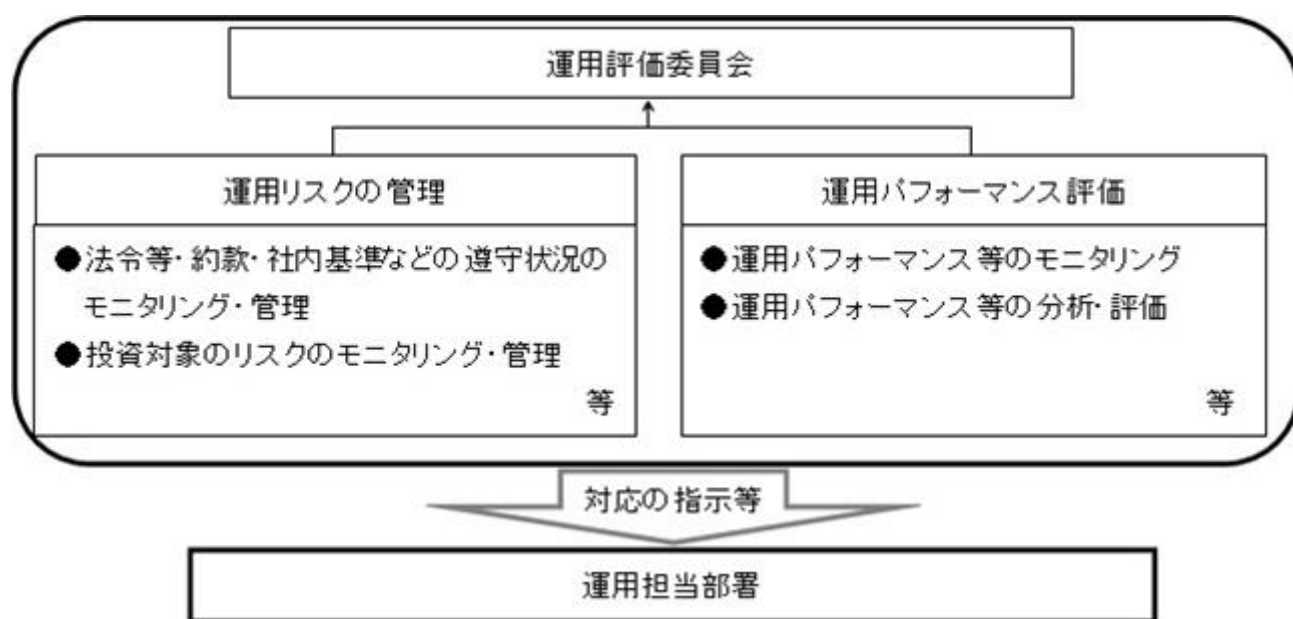 運用評価委員会
運用リスクの管理
●法令等・約款・社内基準などの遵守状況の
モニタリング・管理
●投資対象のリスクのモニタリング・管理
等
運用パフォーマンス評価
●運用パフォーマンス等のモニタリング
●運用パフォーマンス等の分析・評価
等
対応の指示等
運用担当部署